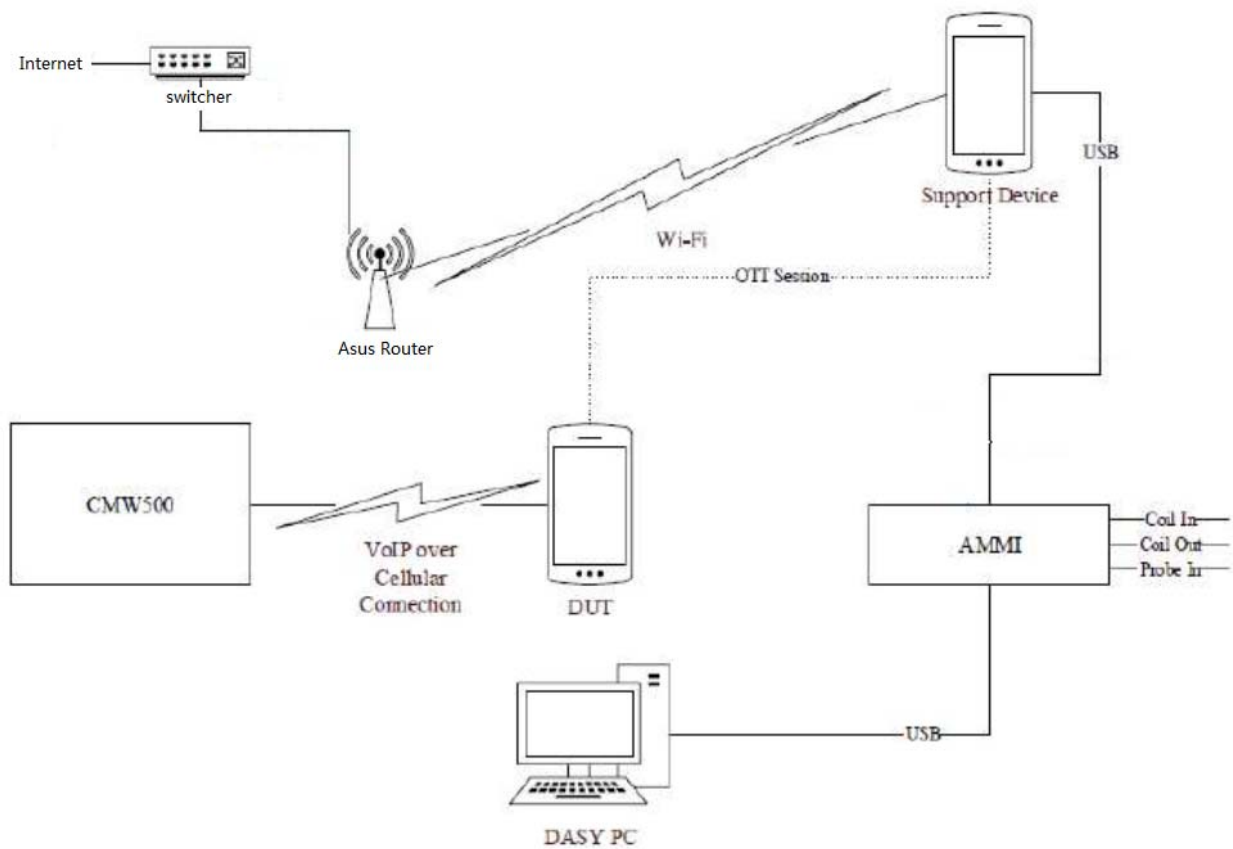 Internet
switcher
USB
Support Device
Wi-Fi
OTT Session
Asus Router
CMW500
VoIP over
Cellular
Connection
DUT
AMMI
Coil In
Coil Out
Probe In
USB
DASY PC